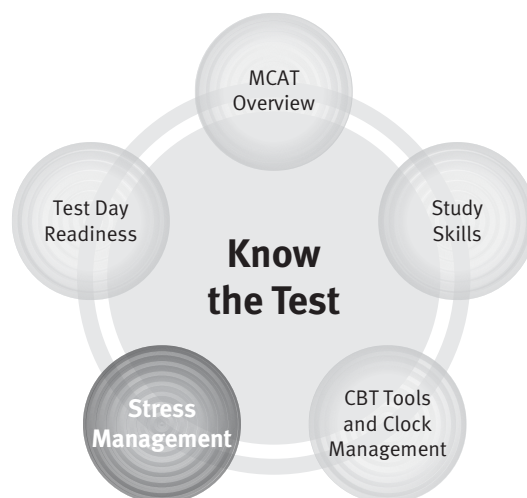 MCAT
Overview
Test Day
Readiness
Study
Skills
Know
the Test
Stress
Management
CBT Tools
and Clock
Management